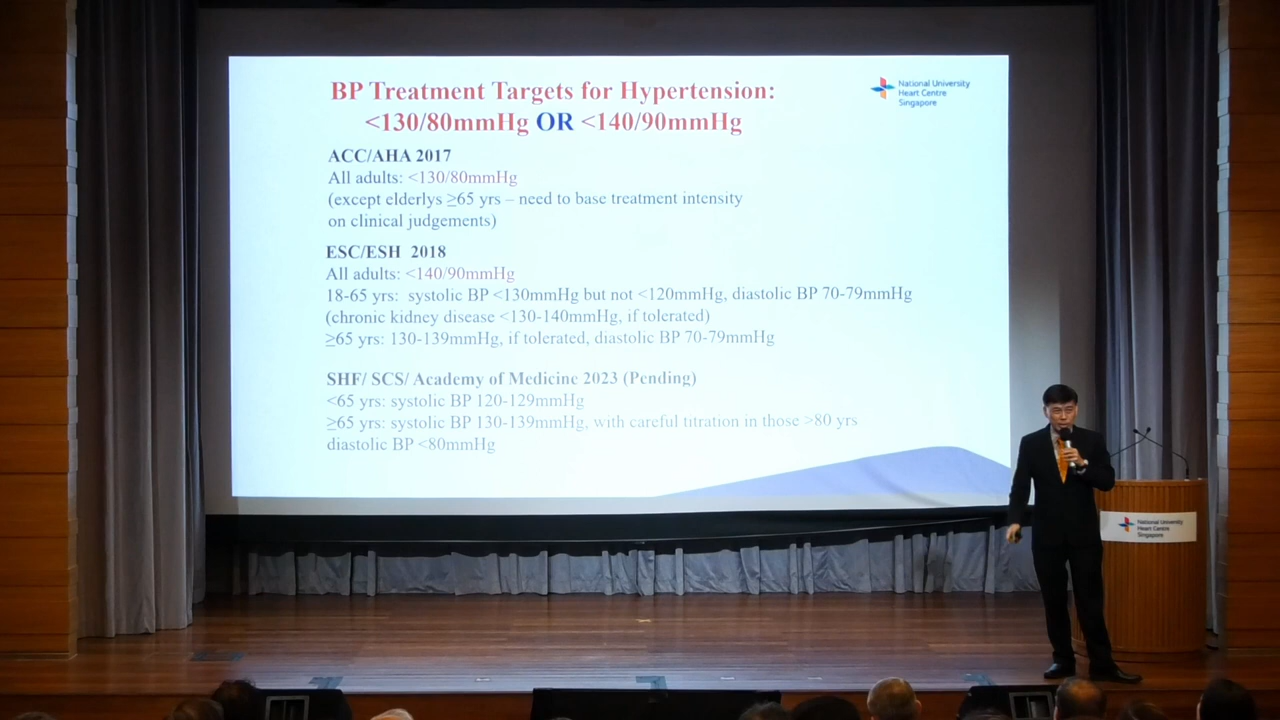 BP Treatment Targets for Hypertension:
<130/80mmHg OR <140/90mmHg
National University
Heart Centre
Singapore
ACC/AHA 2017
All adults: <130/80mmHg
(except elderlys ≥65 yrs – need to base treatment intensity
on clinical judgements)
ESC/ESH 2018
All adults: <140/90mmHg
18-65 yrs: systolic BP <130mmHg but not <120mmHg, diastolic BP 70-79mmHg
(chronic kidney disease <130-140mmHg, if tolerated)
≥65 yrs: 130-139mmHg, if tolerated, diastolic BP 70-79mmHg
SHF/ SCS/ Academy of Medicine 2023 (Pending)
<65 yrs: systolic BP 120-129mmHg
≥65 yrs: systolic BP 130-139mmHg, with careful titration in those >80 yrs
diastolic BP <80mmHg
National University
Heart Centre
Singapore